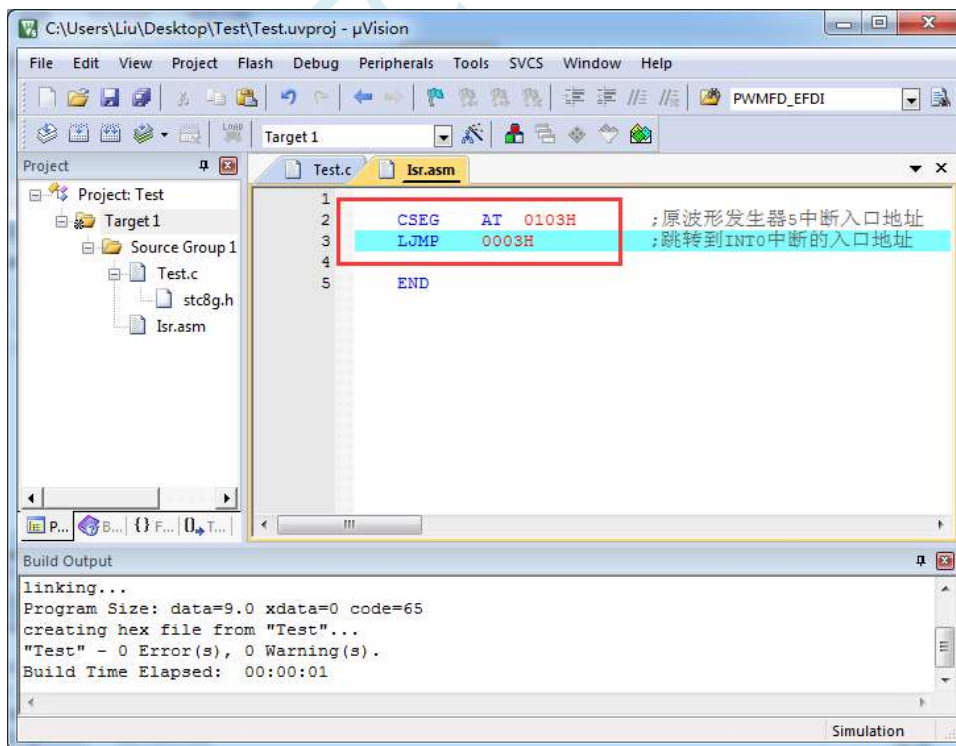 C:\Users\Liu\Desktop\Test\Test.uvproj - µVision
File Edit View Project Flash Debug Peripherals Tools SVCS Window Help
PWMFD_EFDI
LOAD
Target 1
Project
Test.c Isr.asm
Project: Test
Target 1
Source Group 1
Test.c
stc8g.h
Isr.asm
1
2 CSEG AT 0103H ;原波形发生器5中断入口地址
3 LJMP 0003H ;跳转到INT0中断的入口地址
4
5 END
P... B... {} F... 0 T...
Build Output
linking...
Program Size: data=9.0 xdata=0 code=65
creating hex file from "Test"...
"Test" - 0 Error(s), 0 Warning(s).
Build Time Elapsed: 00:00:01
Simulation